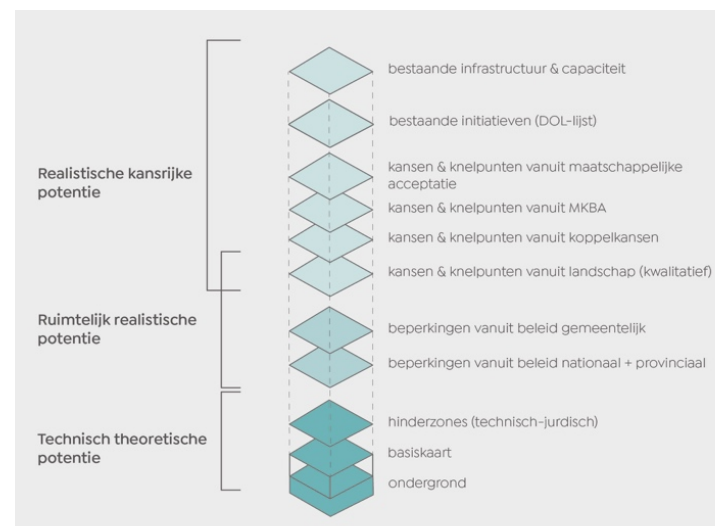 bestaande infrastructuur & capaciteit
bestaande initiatieven (DOL-lijst)
Realistische kansrijke
potentie
kansen & knelpunten vanuit maatschappelijke
acceptatie
kansen & knelpunten vanuit MKBA
kansen & knelpunten vanuit koppelkansen
kansen & knelpunten vanuit landschap (kwalitatief)
Ruimtelijk realistische
potentie
beperkingen vanuit beleid gemeentelijk
beperkingen vanuit beleid nationaal + provinciaal
Technisch theoretische
potentie
hinderzones (technisch-jurdisch)
basiskaart
ondergrond